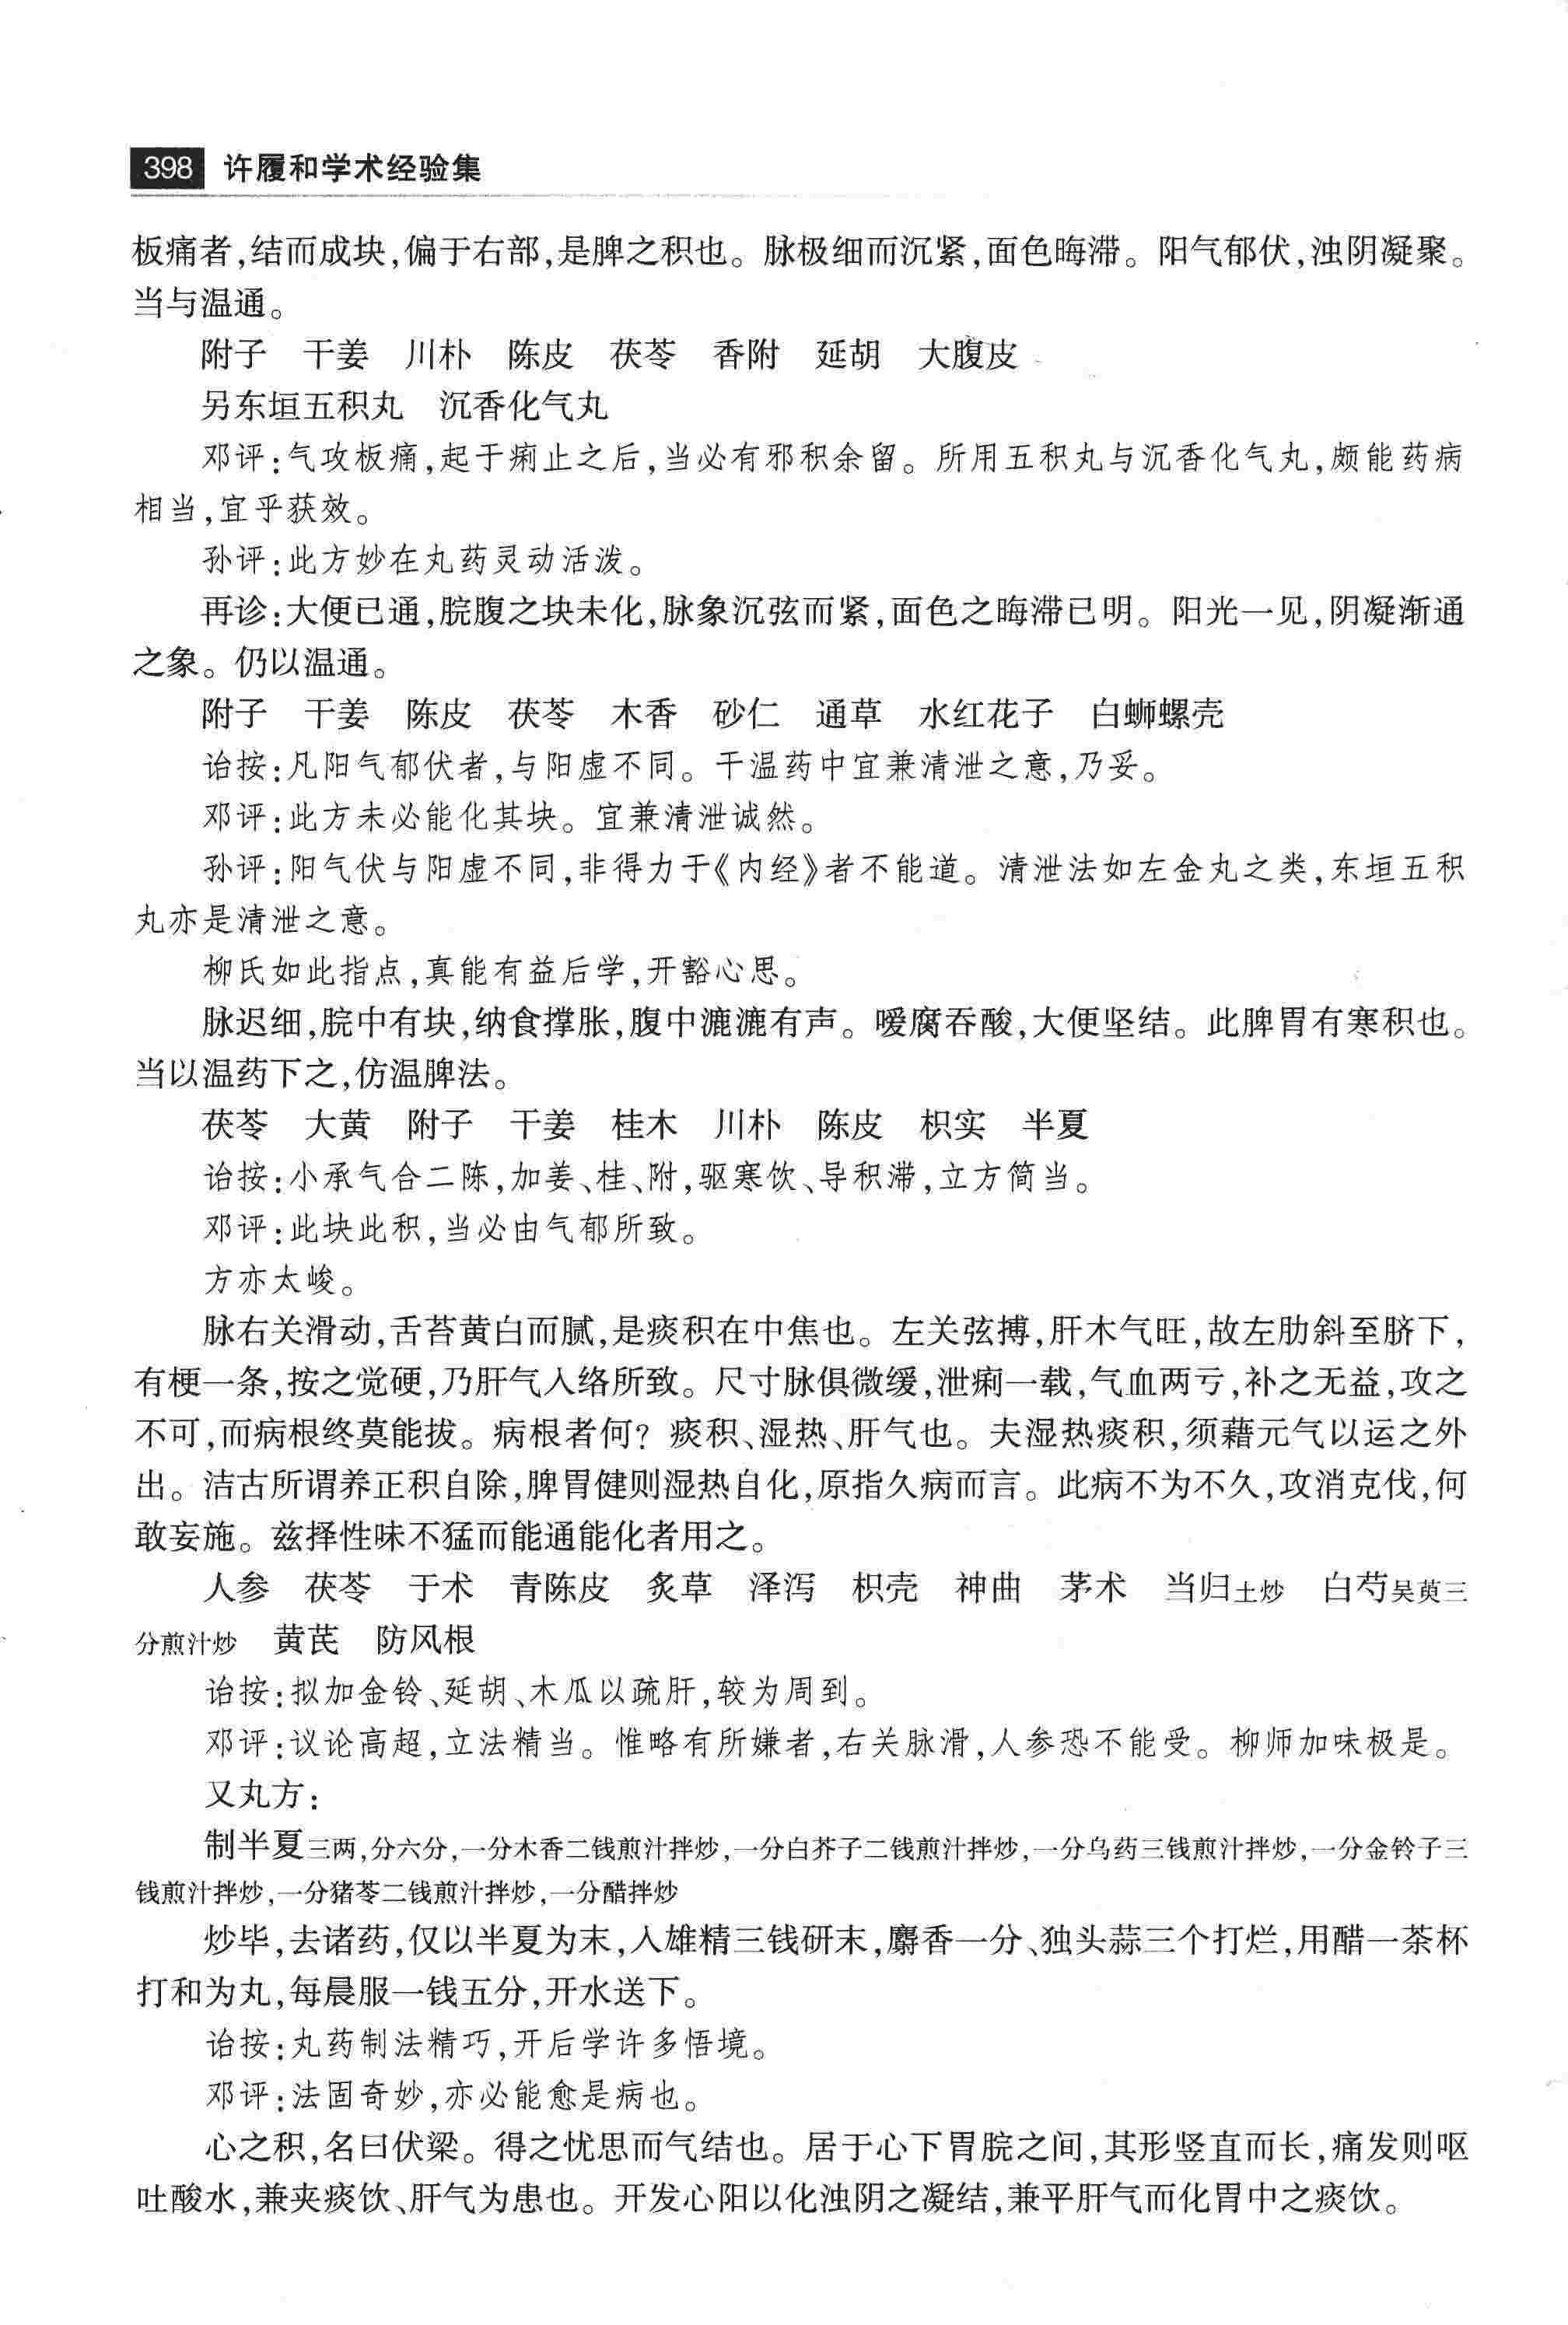 398 许履和学术经验集
板痛者,结而成块,偏于右部,是脾之积也。脉极细而沉紧,面色晦滞。阳气郁伏,浊阴凝聚。
当与温通。
附子 干姜 川朴 陈皮 茯苓 香附 延胡 大腹皮
另东垣五积丸 沉香化气丸
邓评:气攻板痛,起于痢止之后,当必有邪积余留。所用五积丸与沉香化气丸,颇能药病
相当,宜乎获效。
孙评:此方妙在丸药灵动活泼。
再诊:大便已通,脘腹之块未化,脉象沉弦而紧,面色之晦滞已明。阳光一见,阴凝渐通
之象。仍以温通。
附子 干姜 陈皮 茯苓 木香 砂仁 通草 水红花子 白蛳螺壳
诒按:凡阳气郁伏者,与阳虚不同。干温药中宜兼清泄之意,乃妥。
邓评:此方未必能化其块。宜兼清泄诚然。
孙评:阳气伏与阳虚不同,非得力于《内经》者不能道。清泄法如左金丸之类,东垣五积
丸亦是清泄之意。
柳氏如此指点,真能有益后学,开豁心思。
脉迟细,脘中有块,纳食撑胀,腹中漉漉有声。嗳腐吞酸,大便坚结。此脾胃有寒积也。
当以温药下之,仿温脾法。
茯苓 大黄 附子 干姜 桂木 川朴 陈皮 枳实 半夏
诒按:小承气合二陈,加姜、桂、附,驱寒饮、导积滞,立方简当。
邓评:此块此积,当必由气郁所致。
方亦太峻。
脉右关滑动,舌苔黄白而腻,是痰积在中焦也。左关弦搏,肝木气旺,故左肋斜至脐下,
有梗一条,按之觉硬,乃肝气入络所致。尺寸脉俱微缓,泄痢一载,气血两亏,补之无益,攻之
不可,而病根终莫能拔。病根者何?痰积、湿热、肝气也。夫湿热痰积,须藉元气以运之外
出。洁古所谓养正积自除,脾胃健则湿热自化,原指久病而言。此病不为不久,攻消克伐,何
敢妄施。兹择性味不猛而能通能化者用之。
人参 茯苓 于术 青陈皮 炙草 泽泻 枳壳 神曲 茅术 当归土炒 白芍吴萸三
分煎汁炒 黄芪 防风根
诒按:拟加金铃、延胡、木瓜以疏肝,较为周到。
邓评:议论高超,立法精当。惟略有所嫌者,右关脉滑,人参恐不能受。柳师加味极是。
又丸方:
制半夏三两,分六分,一分木香二钱煎汁拌炒,一分白芥子二钱煎汁拌炒,一分乌药三钱煎汁拌炒,一分金铃子三
钱煎汁拌炒,一分猪苓二钱煎汁拌炒,一分醋拌炒
炒毕,去诸药,仅以半夏为末,入雄精三钱研末,麝香一分、独头蒜三个打烂,用醋一茶杯
打和为丸,每晨服一钱五分,开水送下。
诒按:丸药制法精巧,开后学许多悟境。
邓评:法固奇妙,亦必能愈是病也。
心之积,名曰伏梁。得之忧思而气结也。居于心下胃脘之间,其形竖直而长,痛发则呕
吐酸水,兼夹痰饮、肝气为患也。开发心阳以化浊阴之凝结,兼平肝气而化胃中之痰饮。